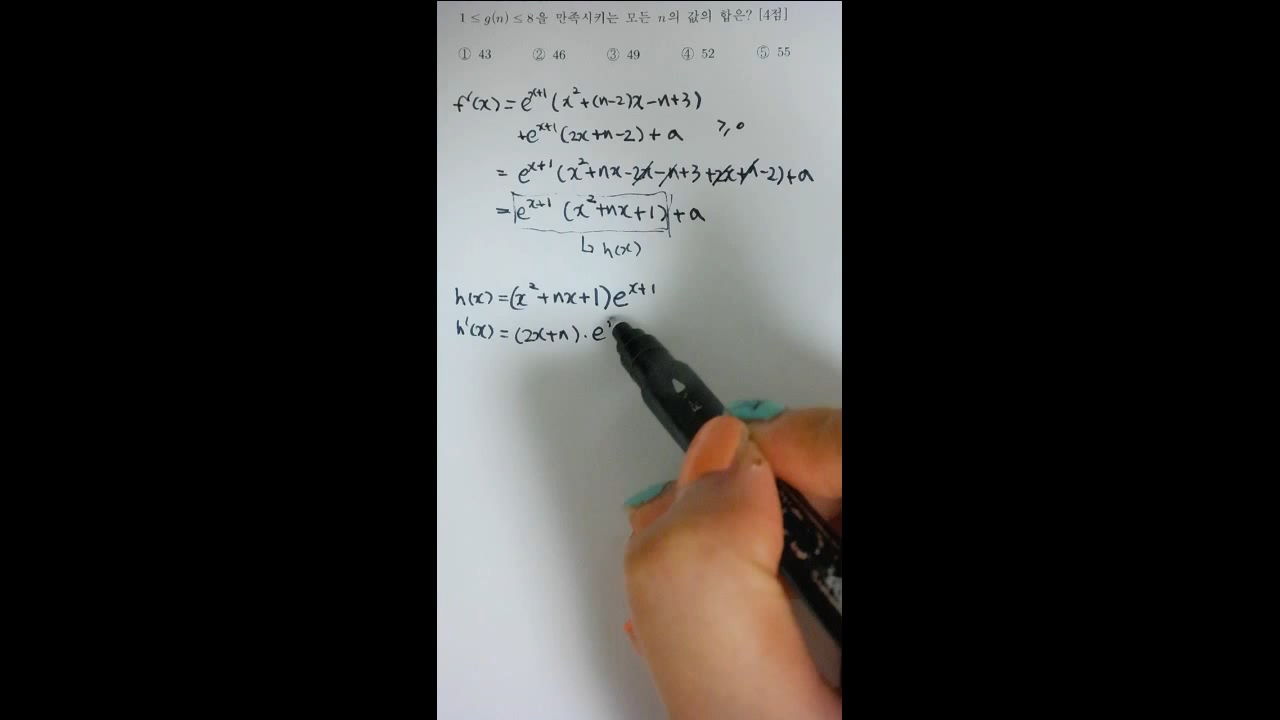 1 ≤ g(n) ≤ 8을 만족시키는 모든 n의 값의 합은? [4점]
① 43 ② 46 ③ 49 ④ 52 ⑤ 55
f'(x) = e^{x+1} (x²+(n-2)x-n+3)
+e^{x+1} (2x+n-2) + a ≥ 0
= e^{x+1} (x²+nx-2x-n+3+2x+n-2)+a
= e^{x+1} (x²+nx+1) + a
↳ h(x)
h(x) = (x²+nx+1)e^{x+1}
h'(x) = (2x+n)·e